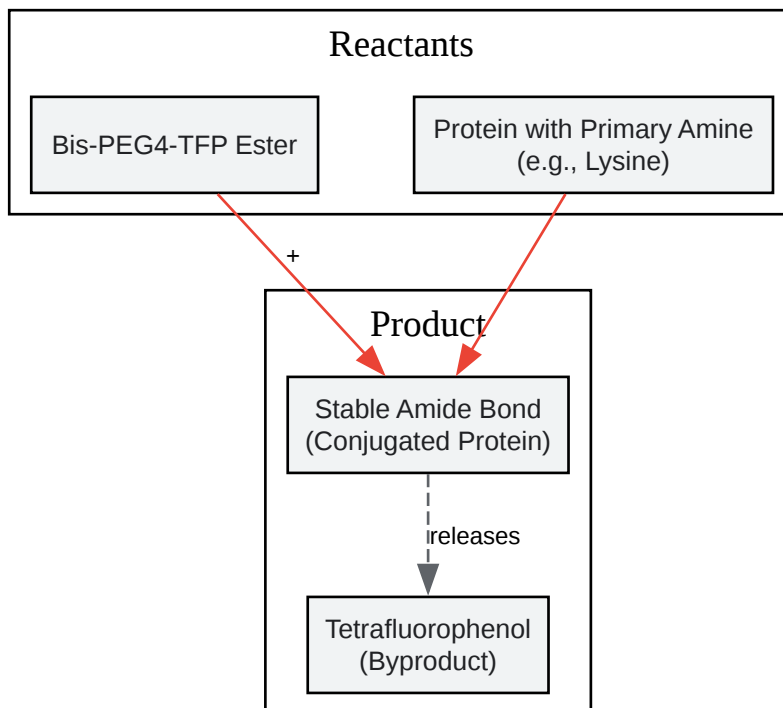 Reactants
Bis-PEG4-TFP Ester
Protein with Primary Amine
(e.g., Lysine)
+
Product
Stable Amide Bond
(Conjugated Protein)
releases
Tetrafluorophenol
(Byproduct)